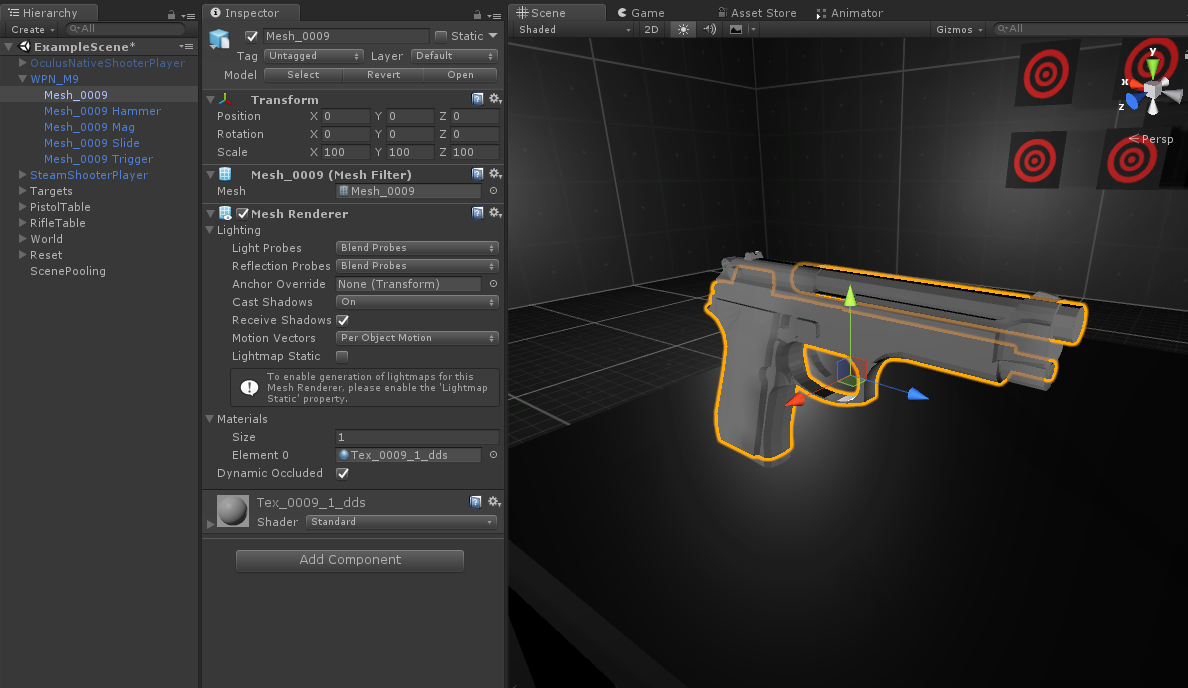 Hierarchy
Create
All
ExampleScene*
OculusNativeShooterPlayer
WPN_M9
Mesh_0009
Mesh_0009 Hammer
Mesh_0009 Mag
Mesh_0009 Slide
Mesh_0009 Trigger
SteamShooterPlayer
Targets
PistolTable
RifleTable
World
Reset
ScenePooling
Inspector
Mesh_0009 Static
Tag Untagged Layer Default
Model Select Revert Open
Transform
Position X 0 Y 0 Z 0
Rotation X 0 Y 0 Z 0
Scale X 100 Y 100 Z 100
Mesh_0009 (Mesh Filter)
Mesh Mesh_0009
Mesh Renderer
Lighting
Light Probes Blend Probes
Reflection Probes Blend Probes
Anchor Override None (Transform)
Cast Shadows On
Receive Shadows
Motion Vectors Per Object Motion
Lightmap Static
To enable generation of lightmaps for this
Mesh Renderer, please enable the 'Lightmap
Static' property.
Materials
Size 1
Element 0 Tex_0009_1_dds
Dynamic Occluded
Tex_0009_1_dds
Shader Standard
Add Component
Scene Game Asset Store Animator
Shaded 2D Gizmos All
y
x
z
Persp